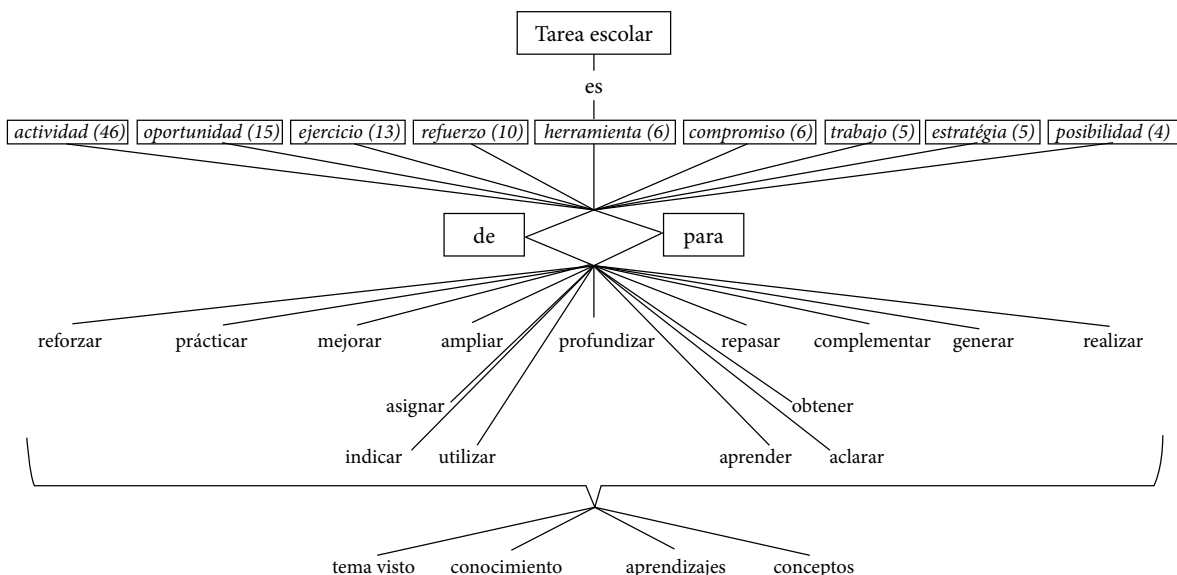 Tarea escolar
es
actividad (46) oportunidad (15) ejercicio (13) refuerzo (10) herramienta (6) compromiso (6) trabajo (5) estratégia (5) posibilidad (4)
de para
reforzar prácticar mejorar ampliar profundizar repasar complementar generar realizar
asignar obtener
indicar utilizar aprender aclarar
tema visto conocimiento aprendizajes conceptos